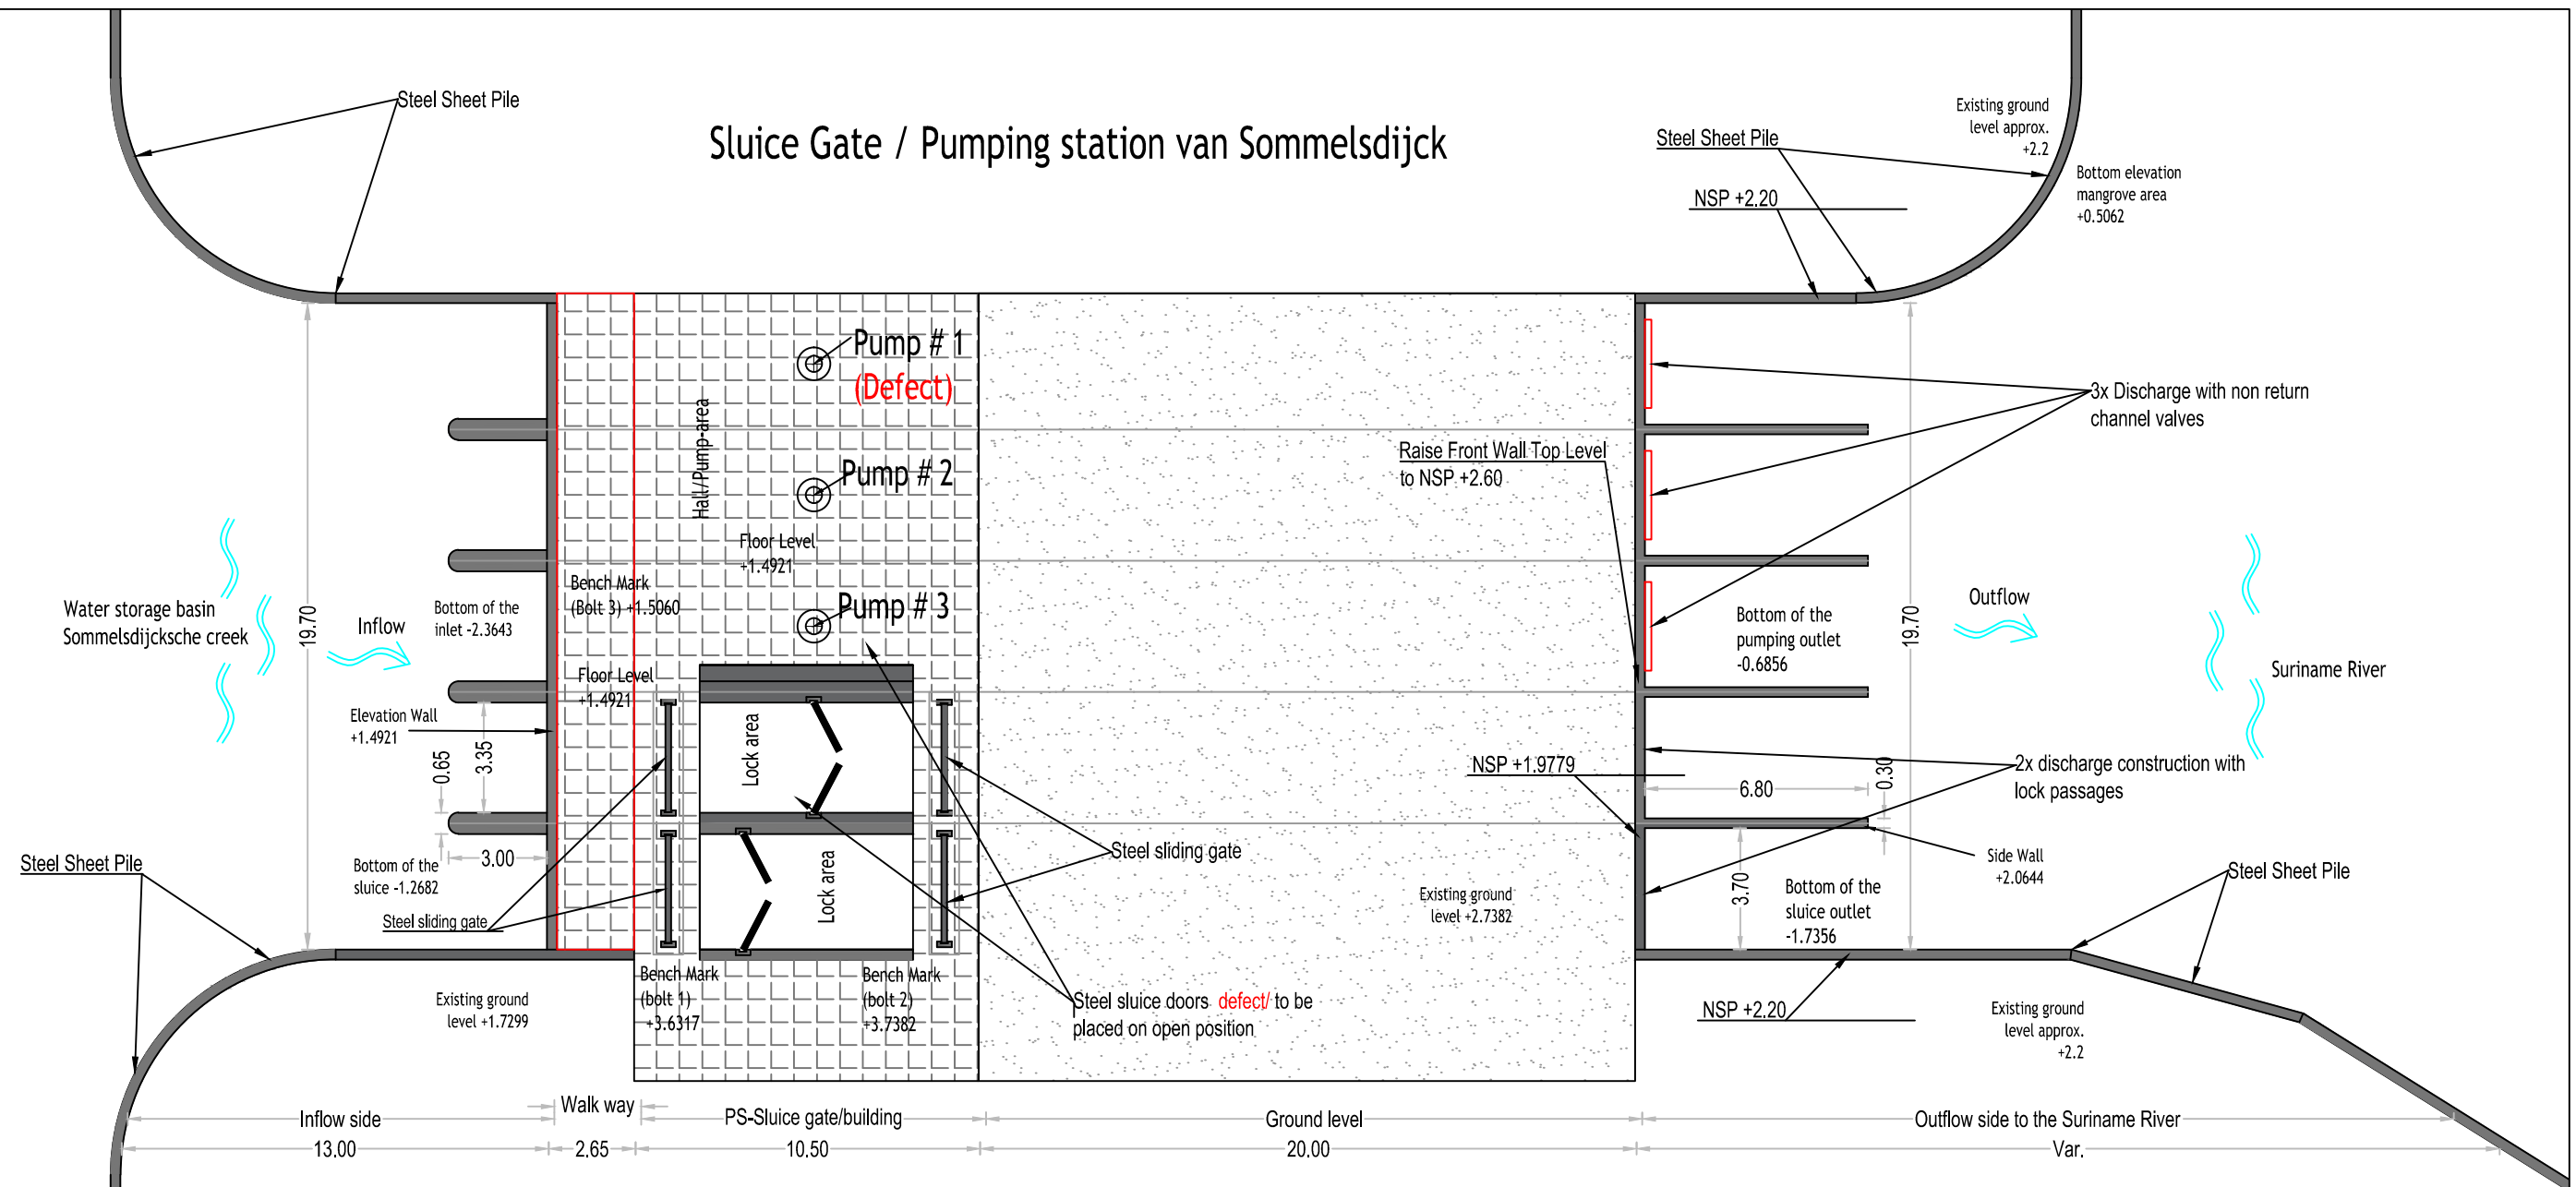 Sluice Gate / Pumping station van Sommelsdijck
Steel Sheet Pile
Existing ground
level approx.
+2.2
Steel Sheet Pile
Bottom elevation
mangrove area
+0.5062
NSP +2.20
Pump # 1
(Defect)
3x Discharge with non return
channel valves
Hall/Pump-area
Raise Front Wall Top Level
to NSP +2.60
Pump # 2
Floor Level
+1.4921
Bench Mark
(Bolt 3) +1.5060
Pump # 3
Water storage basin
Sommelsdijcksche creek
19.70
Inflow
Bottom of the
inlet -2.3643
Bottom of the
pumping outlet
-0.6856
19.70
Outflow
Suriname River
Floor Level
+1.4921
Elevation Wall
+1.4921
0.65
3.35
Lock area
NSP +1.9779
6.80
0.30
2x discharge construction with
lock passages
3.00
Bottom of the
sluice -1.2682
Steel sliding gate
Lock area
Steel sliding gate
Existing ground
level +2.7382
3.70
Bottom of the
sluice outlet
-1.7356
Side Wall
+2.0644
Steel Sheet Pile
Steel Sheet Pile
Existing ground
level +1.7299
Bench Mark
(bolt 1)
+3.6317
Bench Mark
(bolt 2)
+3.7382
Steel sluice doors defect/ to be
placed on open position
NSP +2.20
Existing ground
level approx.
+2.2
Inflow side
Walk way
PS-Sluice gate/building
Ground level
Outflow side to the Suriname River
13.00
2.65
10.50
20.00
Var.